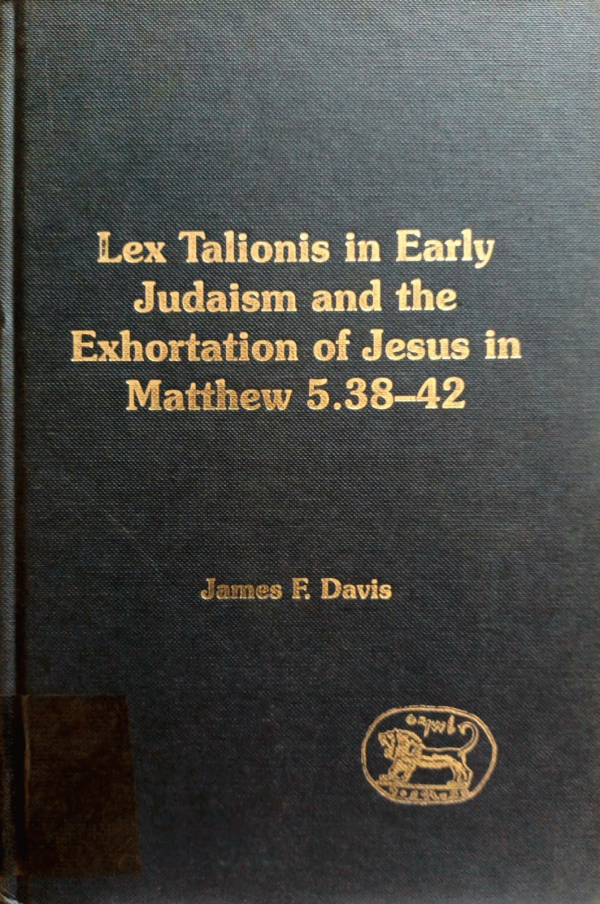 Lex Talionis in Early
Judaism and the
Exhortation of Jesus in
Matthew 5.38–42
James F. Davis